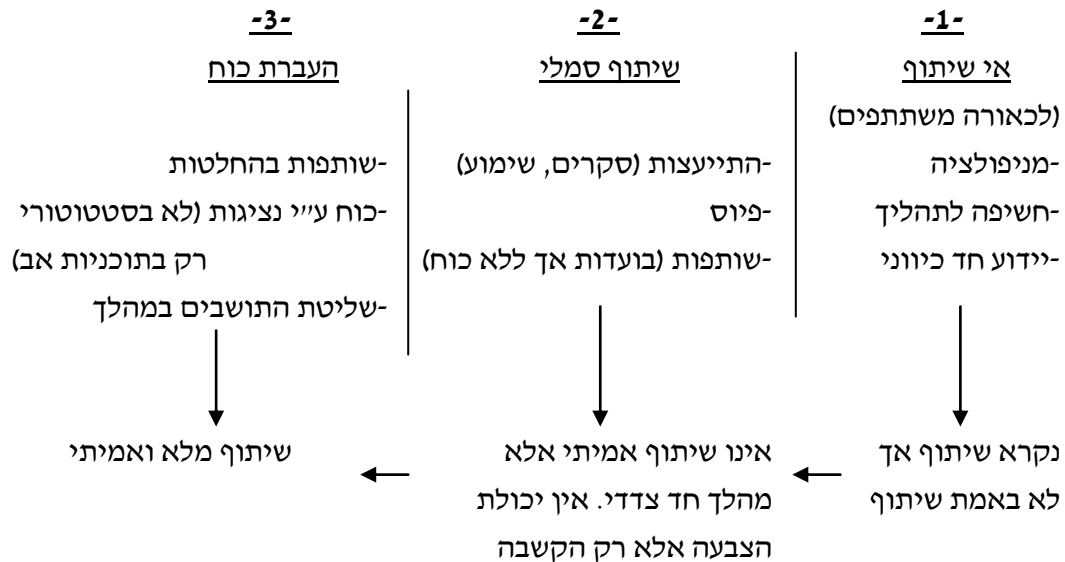 -1-
אי שיתוף
(לכאורה משתתפים)
-מניפולציה
-חשיפה לתהליך
-יידוע חד כיווני
נקרא שיתוף אך
לא באמת שיתוף
-2-
שיתוף סמלי
-התייעצות (סקרים, שימוע)
-פיוס
-שותפות (בועדות אך ללא כוח)
אינו שיתוף אמיתי אלא
מהלך חד צדדי. אין יכולת
הצבעה אלא רק הקשבה
-3-
העברת כוח
-שותפות בהחלטות
-כוח ע״י נציגות (לא בסטטוטורי
רק בתוכניות אב)
-שליטת התושבים במהלך
שיתוף מלא ואמיתי